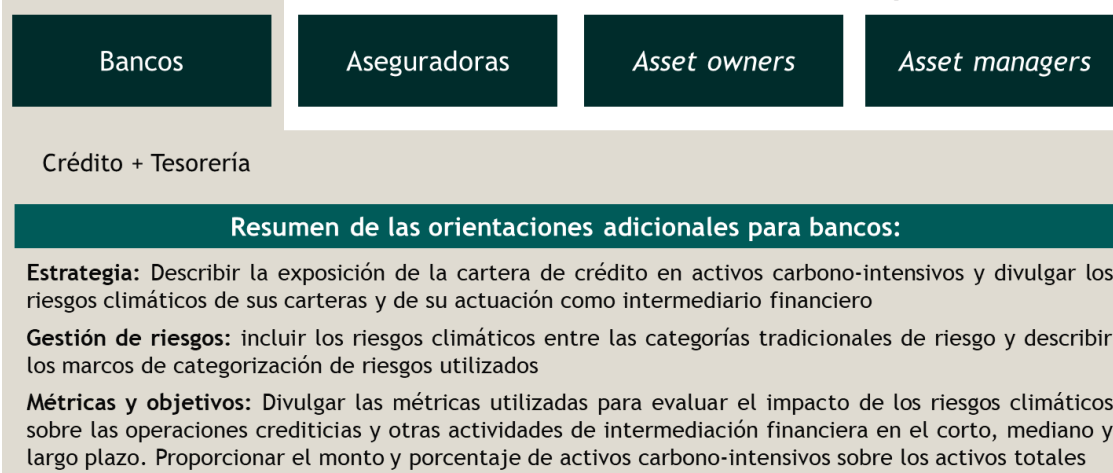 Bancos
Aseguradoras
Asset owners
Asset managers
Crédito + Tesorería
Resumen de las orientaciones adicionales para bancos:
Estrategia: Describir la exposición de la cartera de crédito en activos carbono-intensivos y divulgar los
riesgos climáticos de sus carteras y de su actuación como intermediario financiero
Gestión de riesgos: incluir los riesgos climáticos entre las categorías tradicionales de riesgo y describir
los marcos de categorización de riesgos utilizados
Métricas y objetivos: Divulgar las métricas utilizadas para evaluar el impacto de los riesgos climáticos
sobre las operaciones crediticias y otras actividades de intermediación financiera en el corto, mediano y
largo plazo. Proporcionar el monto y porcentaje de activos carbono-intensivos sobre los activos totales